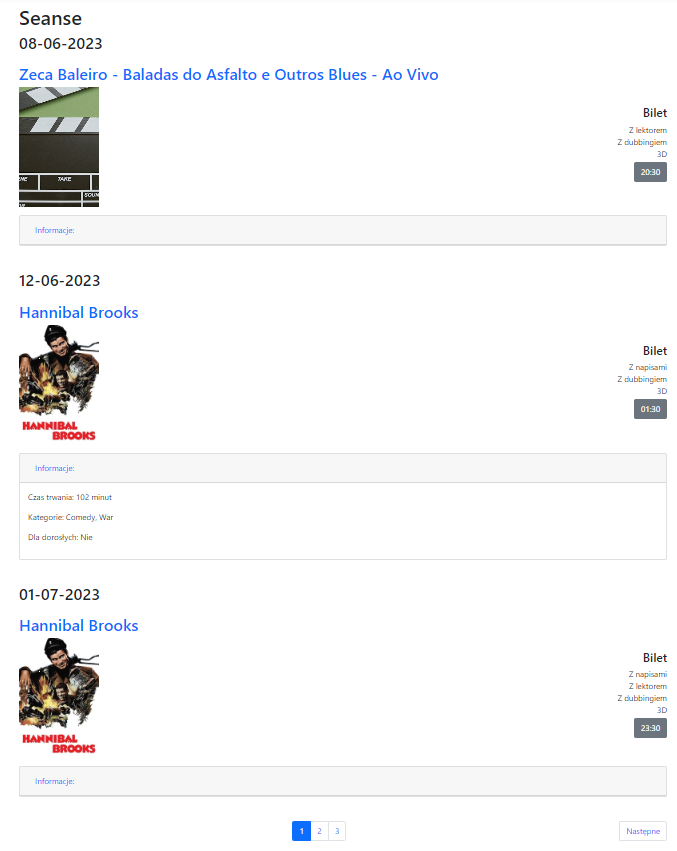 Seanse
08-06-2023
Zeca Baleiro - Baladas do Asfalto e Outros Blues - Ao Vivo
TAKE
Bilet
Z lektorem
Z dubbingiem
3D
20:30
Informacje:
12-06-2023
Hannibal Brooks
HANNIBAL
BROOKS
Bilet
Z napisami
Z dubbingiem
3D
01:30
Informacje:
Czas trwania: 102 minut
Kategorie: Comedy, War
Dla dorosłych: Nie
01-07-2023
Hannibal Brooks
HANNIBAL
BROOKS
Bilet
Z napisami
Z lektorem
Z dubbingiem
3D
23:30
Informacje:
1 2 3
Następne